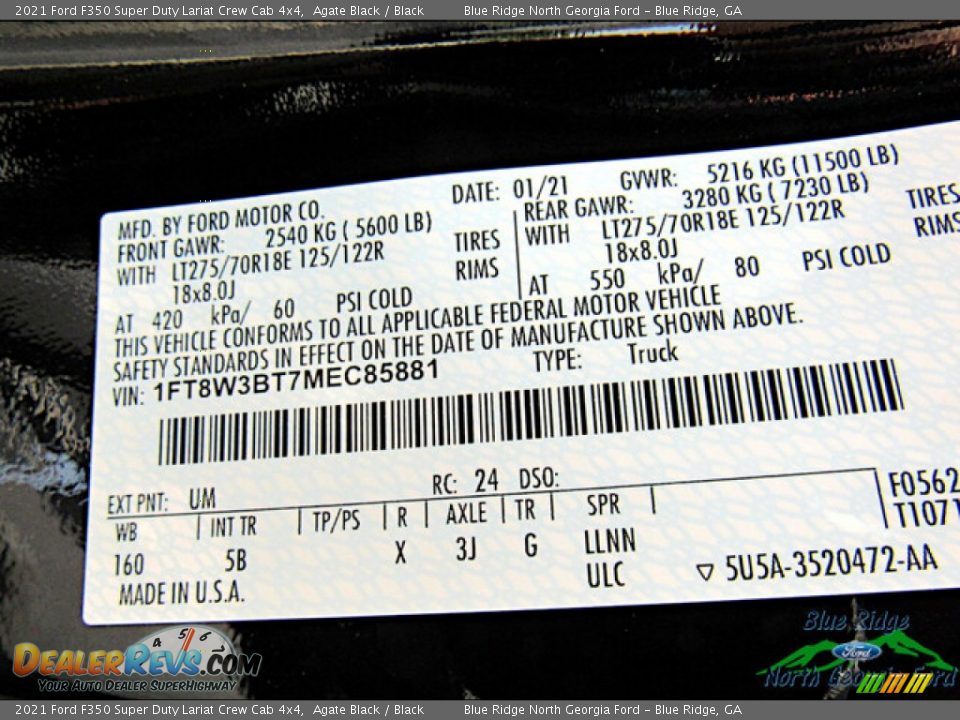 2021 Ford F350 Super Duty Lariat Crew Cab 4x4,  Agate Black / Black    Blue Ridge North Georgia Ford – Blue Ridge, GA
MFD. BY FORD MOTOR CO.    DATE: 01/21    GVWR: 5216 KG (11500 LB)
FRONT GAWR: 2540 KG ( 5600 LB)    REAR GAWR: 3280 KG ( 7230 LB)
WITH LT275/70R18E 125/122R TIRES    WITH LT275/70R18E 125/122R TIRES
18x8.0J RIMS    18x8.0J RIMS
AT 420 kPa/ 60 PSI COLD    AT 550 kPa/ 80 PSI COLD
THIS VEHICLE CONFORMS TO ALL APPLICABLE FEDERAL MOTOR VEHICLE
SAFETY STANDARDS IN EFFECT ON THE DATE OF MANUFACTURE SHOWN ABOVE.
VIN: 1FT8W3BT7MEC85881    TYPE: Truck
EXT PNT: UM    RC: 24    DSO:    F0562
WB    INT TR    TP/PS    R    AXLE    TR    SPR    T1071
160    5B    X    3J    G    LLNN
ULC    ▽ 5U5A-3520472-AA
MADE IN U.S.A.
4 5 6
DEALERREVS.COM
YOUR AUTO DEALER SUPERHIGHWAY
Blue Ridge
Ford
North Georgia Ford
2021 Ford F350 Super Duty Lariat Crew Cab 4x4,  Agate Black / Black    Blue Ridge North Georgia Ford – Blue Ridge, GA